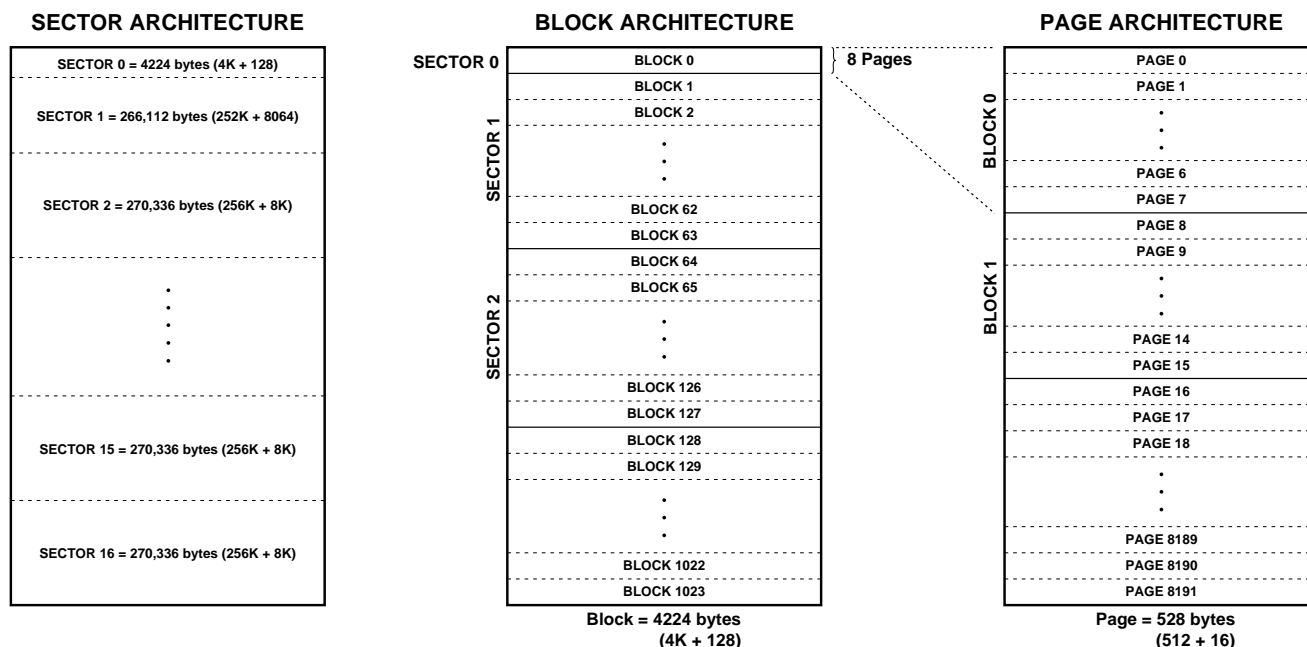 SECTOR ARCHITECTURE
SECTOR 0 = 4224 bytes (4K + 128)
SECTOR 1 = 266,112 bytes (252K + 8064)
SECTOR 2 = 270,336 bytes (256K + 8K)
SECTOR 15 = 270,336 bytes (256K + 8K)
SECTOR 16 = 270,336 bytes (256K + 8K)
BLOCK ARCHITECTURE
SECTOR 0
SECTOR 1
SECTOR 2
BLOCK 0
BLOCK 1
BLOCK 2
BLOCK 62
BLOCK 63
BLOCK 64
BLOCK 65
BLOCK 126
BLOCK 127
BLOCK 128
BLOCK 129
BLOCK 1022
BLOCK 1023
Block = 4224 bytes
(4K + 128)
8 Pages
PAGE ARCHITECTURE
BLOCK 0
BLOCK 1
PAGE 0
PAGE 1
PAGE 6
PAGE 7
PAGE 8
PAGE 9
PAGE 14
PAGE 15
PAGE 16
PAGE 17
PAGE 18
PAGE 8189
PAGE 8190
PAGE 8191
Page = 528 bytes
(512 + 16)